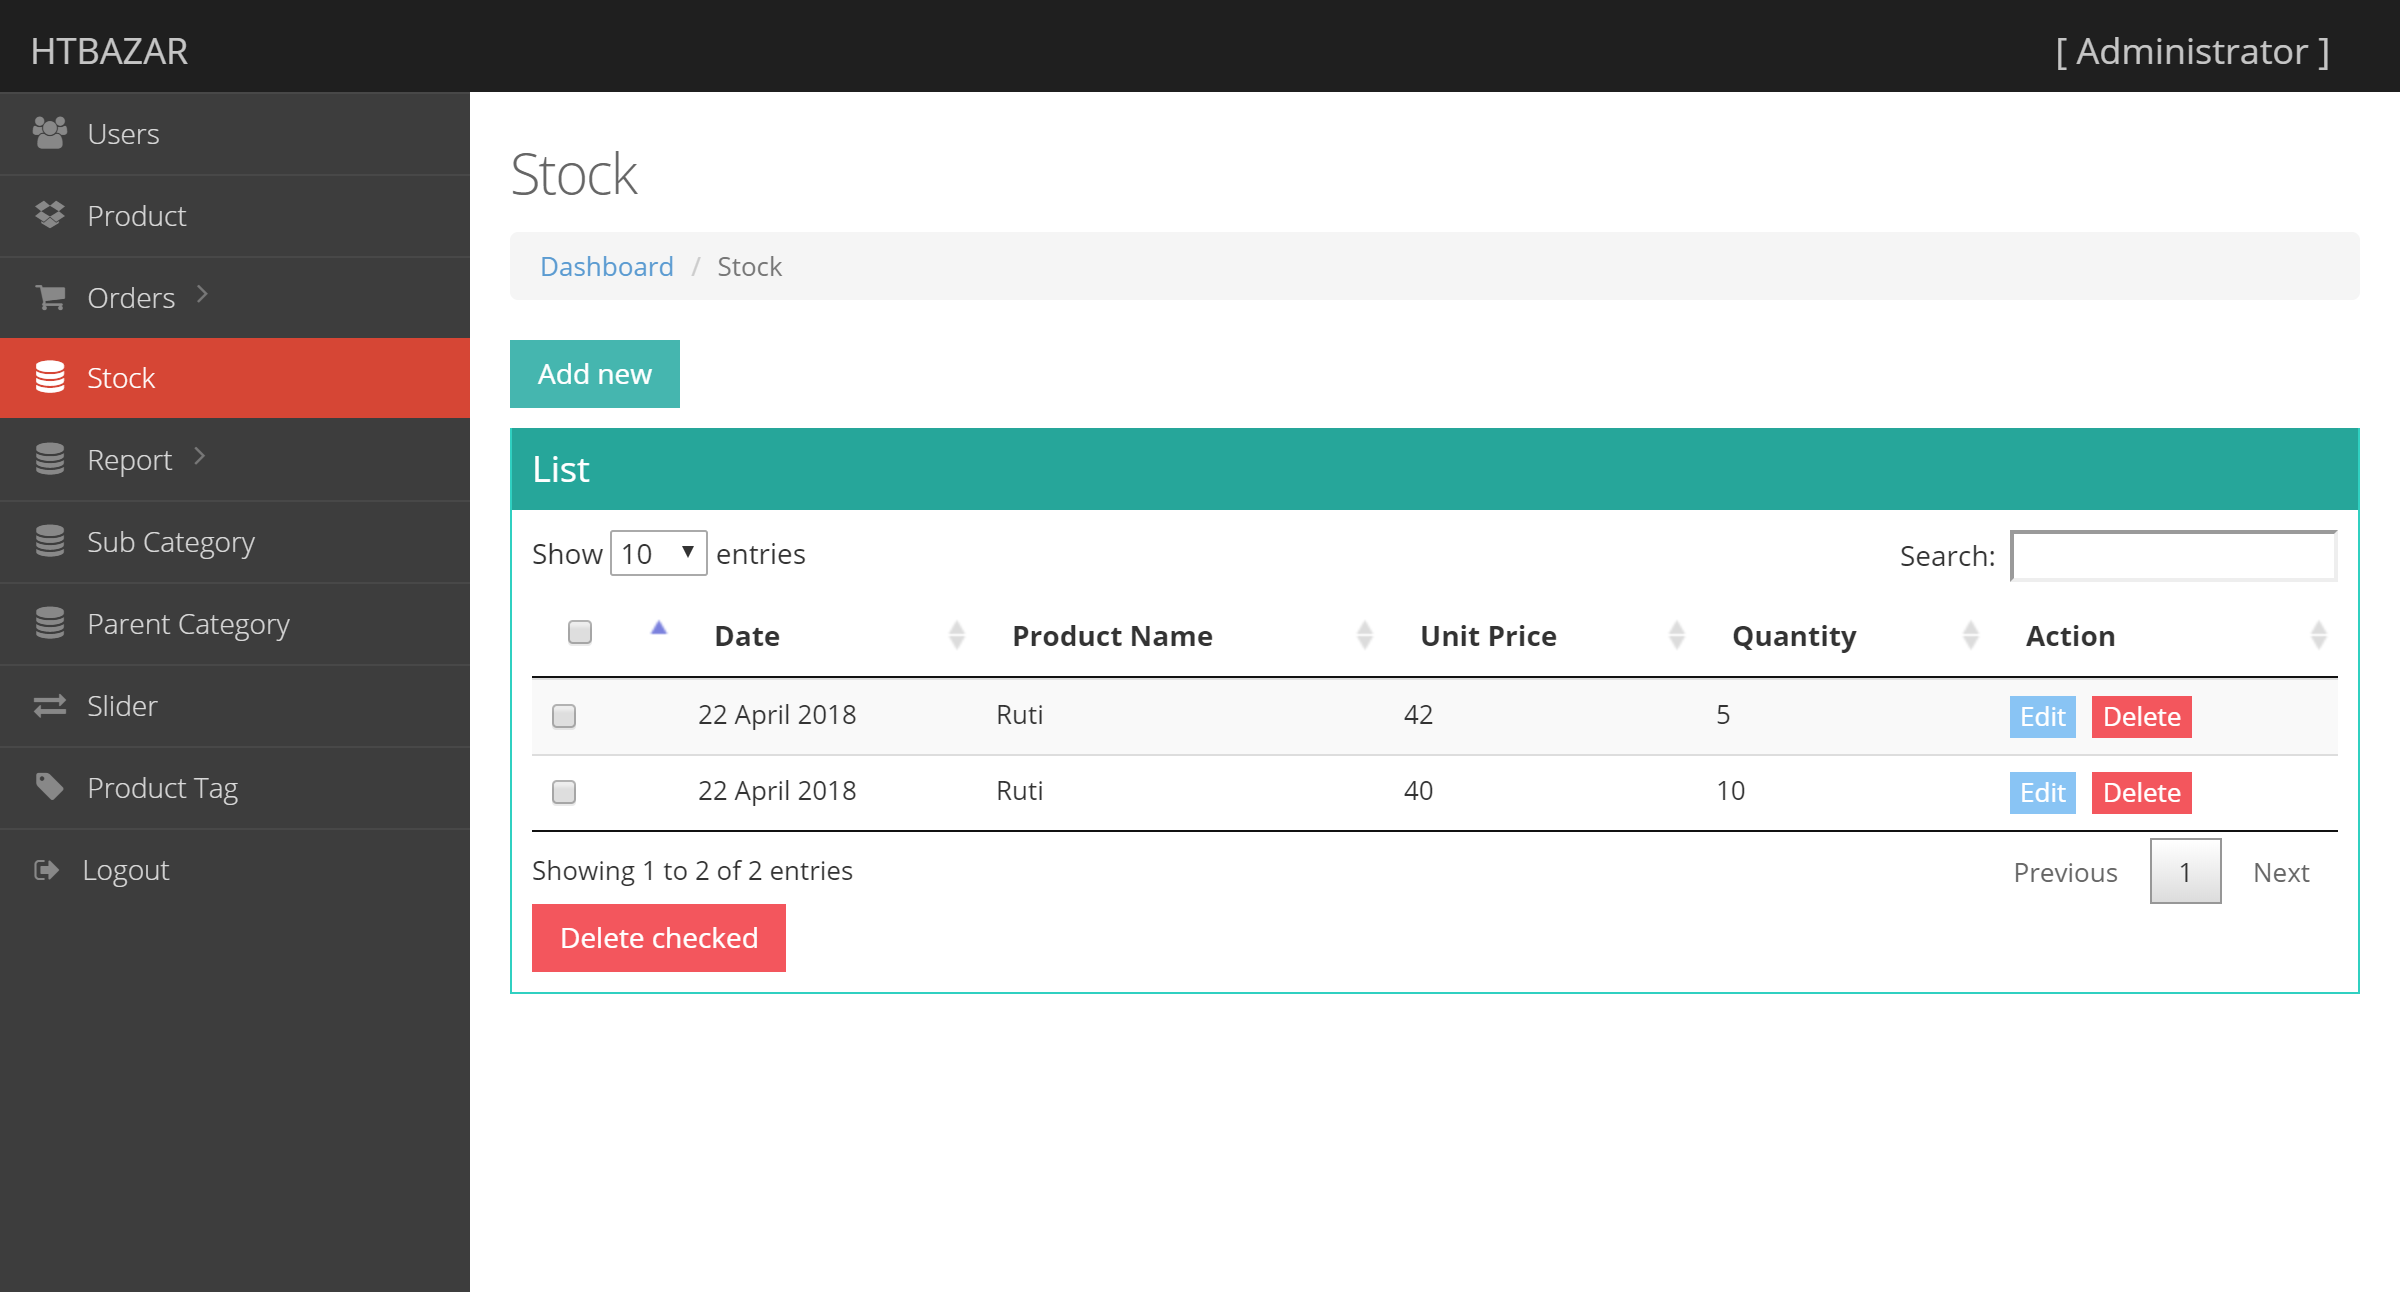 HTBAZAR
[ Administrator ]
Users
Product
Orders
Stock
Report
Sub Category
Parent Category
Slider
Product Tag
Logout
Stock
Dashboard / Stock
Add new
List
Show 10 entries
Search:
Date Product Name Unit Price Quantity Action
22 April 2018 Ruti 42 5 Edit Delete
22 April 2018 Ruti 40 10 Edit Delete
Showing 1 to 2 of 2 entries
Previous 1 Next
Delete checked